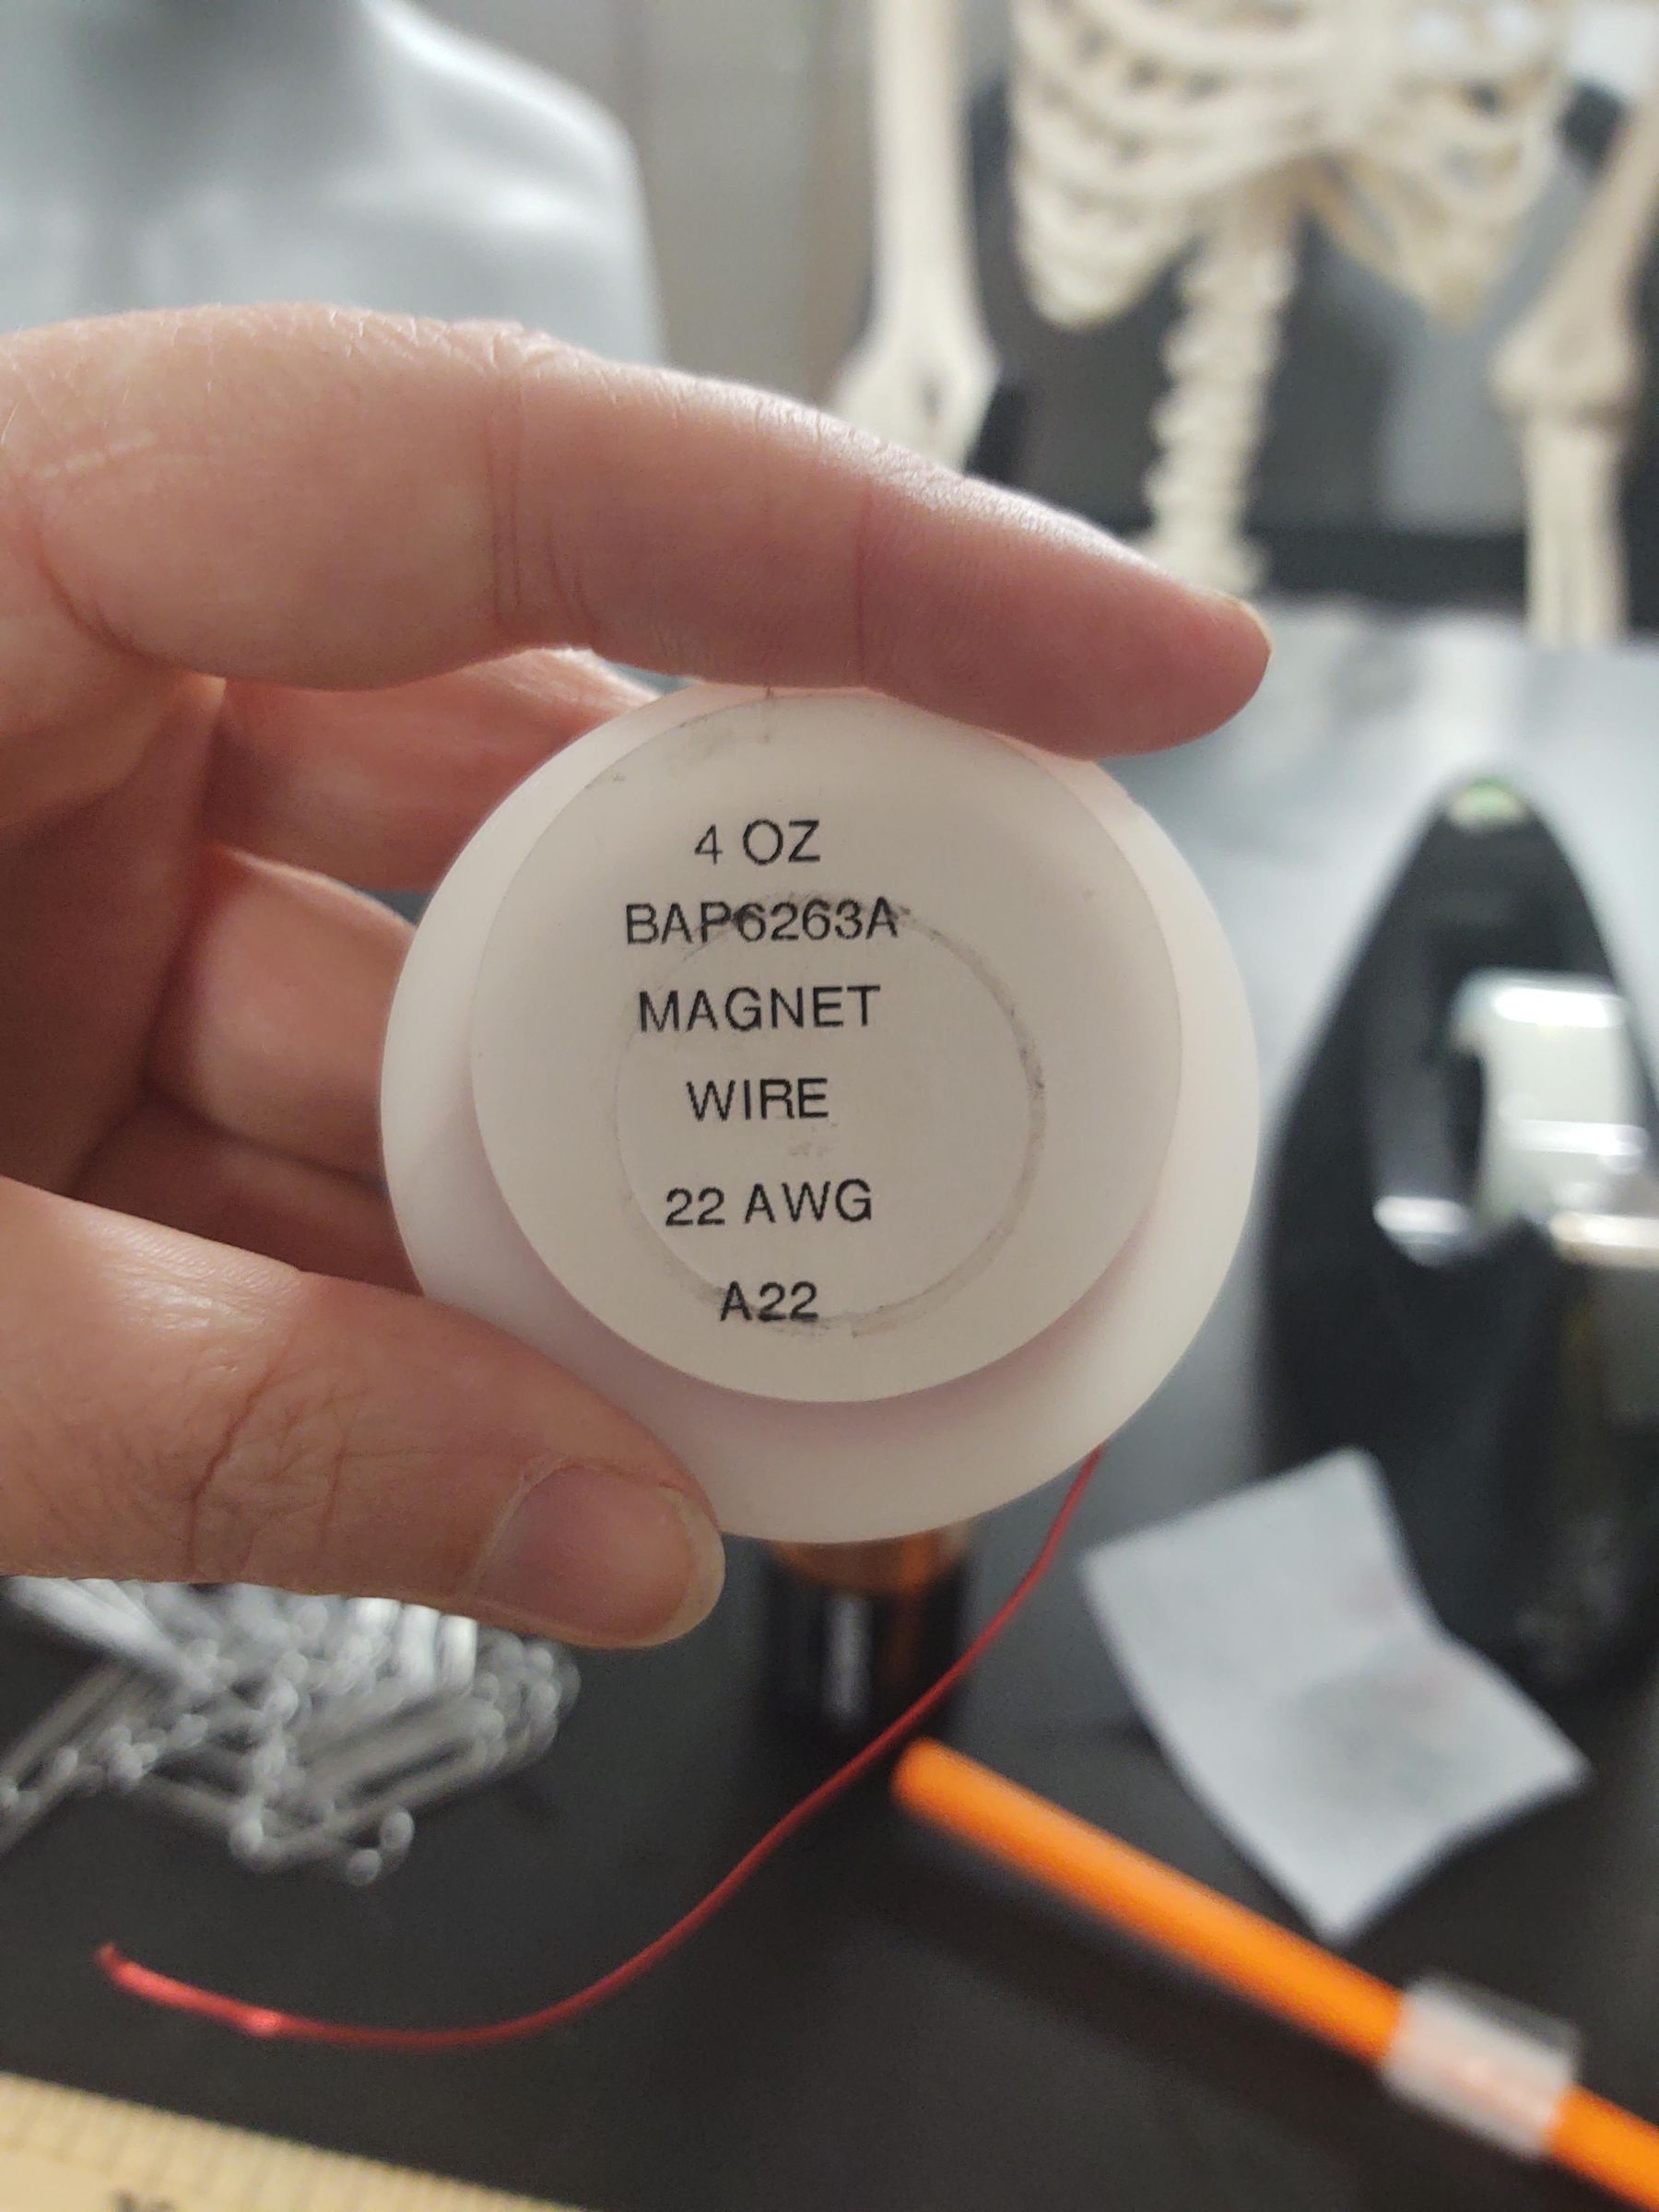 4 OZ
BAP6263A
MAGNET
WIRE
22 AWG
A22